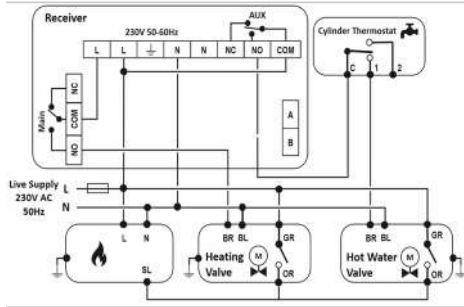 Receiver
230V 50-60Hz
AUX
L L N N NC NO COM
Cylinder Thermostat
C 1 2
Main
NC
COM
NO
A
B
Live Supply
230V AC
50Hz
L
N
L N
SL
BR BL
GR
Heating
Valve
M
OR
BR BL
GR
Hot Water
Valve
M
OR